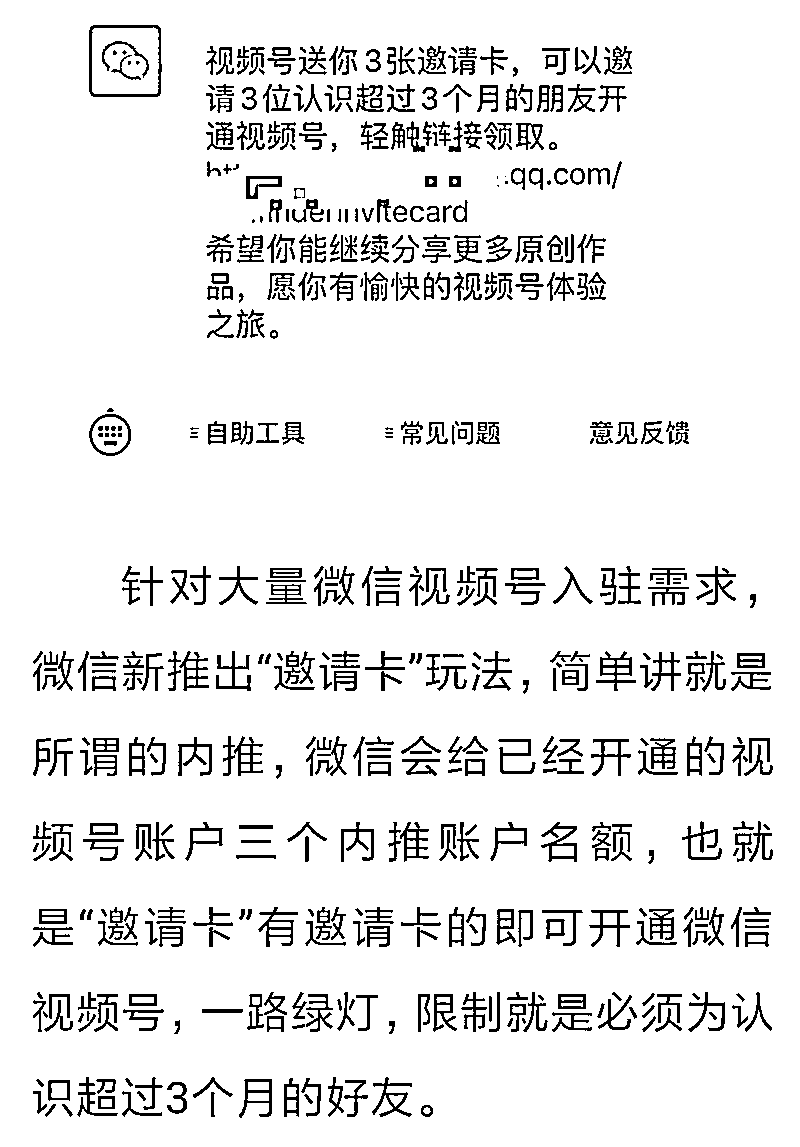 视频号送你3张邀请卡，可以邀
请3位认识超过3个月的朋友开
通视频号，轻触链接领取。
.qq.com/
希望你能继续分享更多原创作
品，愿你有愉快的视频号体验
之旅。
自助工具 常见问题 意见反馈
针对大量微信视频号入驻需求，
微信新推出“邀请卡”玩法，简单讲就是
所谓的内推，微信会给已经开通的视
频号账户三个内推账户名额，也就
是“邀请卡”有邀请卡的即可开通微信
视频号，一路绿灯，限制就是必须为认
识超过3个月的好友。